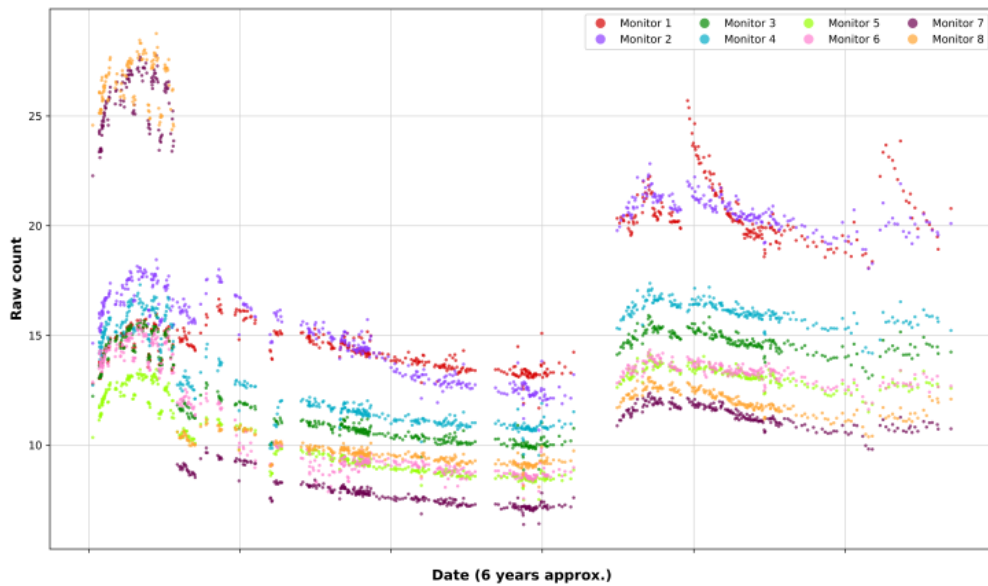 Monitor 1 Monitor 3 Monitor 5 Monitor 7
Monitor 2 Monitor 4 Monitor 6 Monitor 8
25
20
15
10
Raw count
Date (6 years approx.)